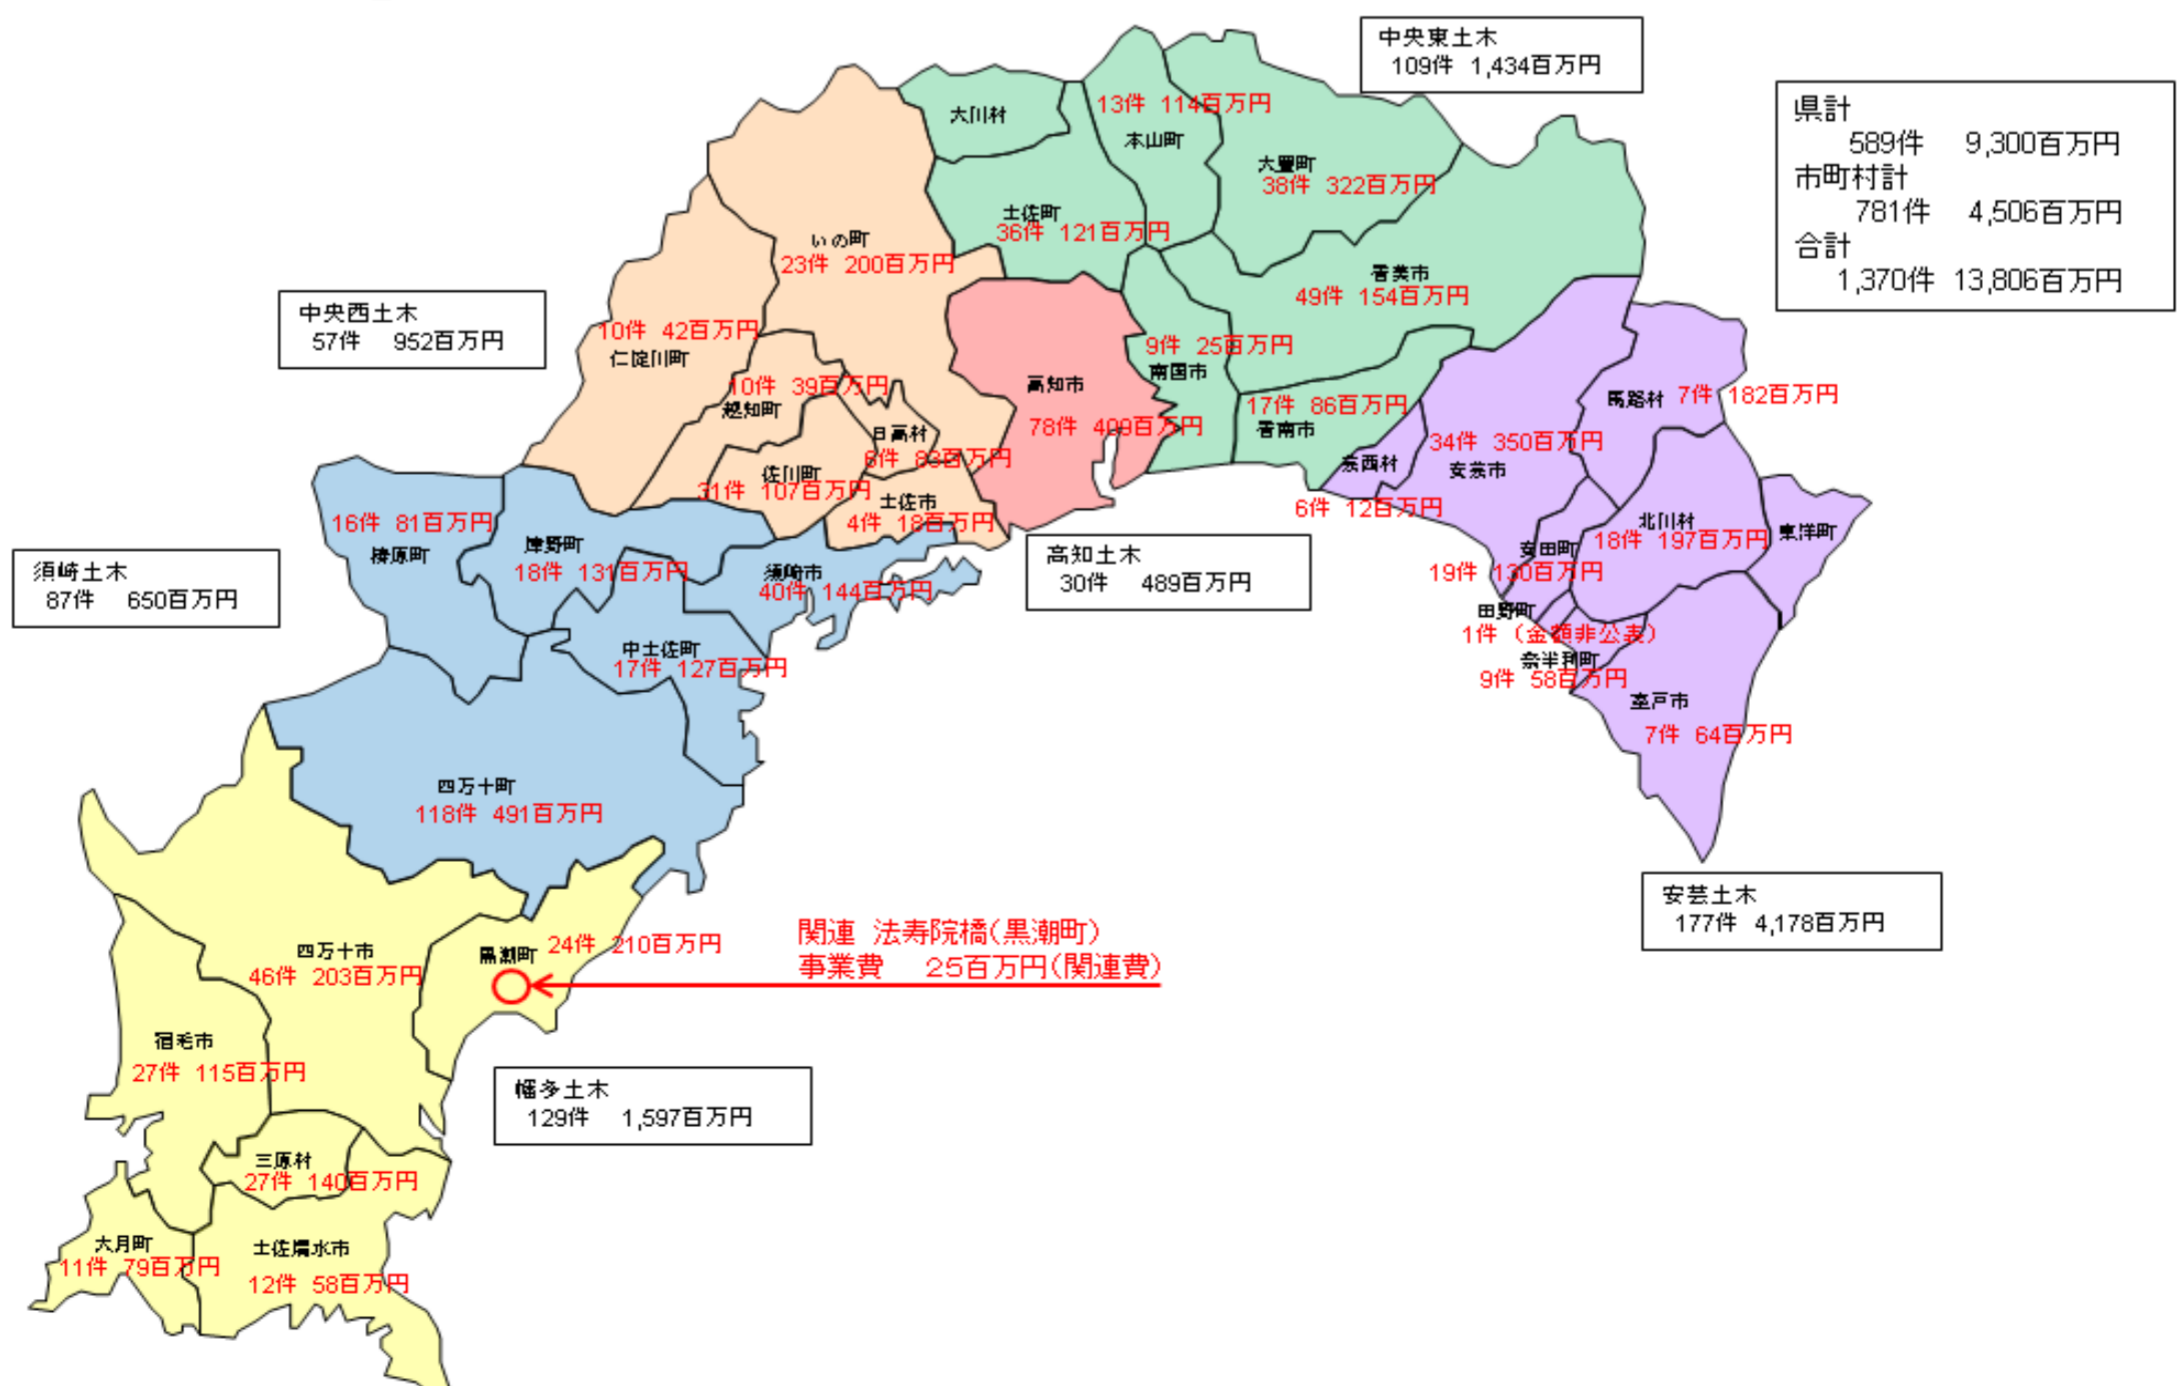 中央東土木
109件 1,434百万円
県計
589件 9,300百万円
市町村計
781件 4,506百万円
合計
1,370件 13,806百万円
大川村
13件 114百万円
本山町
大豊町
38件 322百万円
土佐町
36件 121百万円
いの町
23件 200百万円
香美市
49件 154百万円
中央西土木
57件 952百万円
10件 42百万円
仁淀川町
9件 25百万円
南国市
10件 39百万円
越知町
高知市
78件 409百万円
17件 86百万円
香南市
馬路村 7件 182百万円
日高村
6件 83百万円
34件 350百万円
安芸市
芸西村
6件 12百万円
佐川町
31件 107百万円
土佐市
4件 18百万円
16件 81百万円
梼原町
津野町
18件 131百万円
須崎市
40件 144百万円
北川村
18件 197百万円
東洋町
安田町
19件 130百万円
須崎土木
87件 650百万円
高知土木
30件 489百万円
田野町
1件 (金額非公表)
奈半利町
9件 58百万円
中土佐町
17件 127百万円
室戸市
7件 64百万円
四万十町
118件 491百万円
安芸土木
177件 4,178百万円
四万十市
46件 203百万円
黒潮町 24件 210百万円
関連 法寿院橋(黒潮町)
事業費 25百万円(関連費)
宿毛市
27件 115百万円
幡多土木
129件 1,597百万円
三原村
27件 140百万円
大月町
11件 79百万円
土佐清水市
12件 58百万円